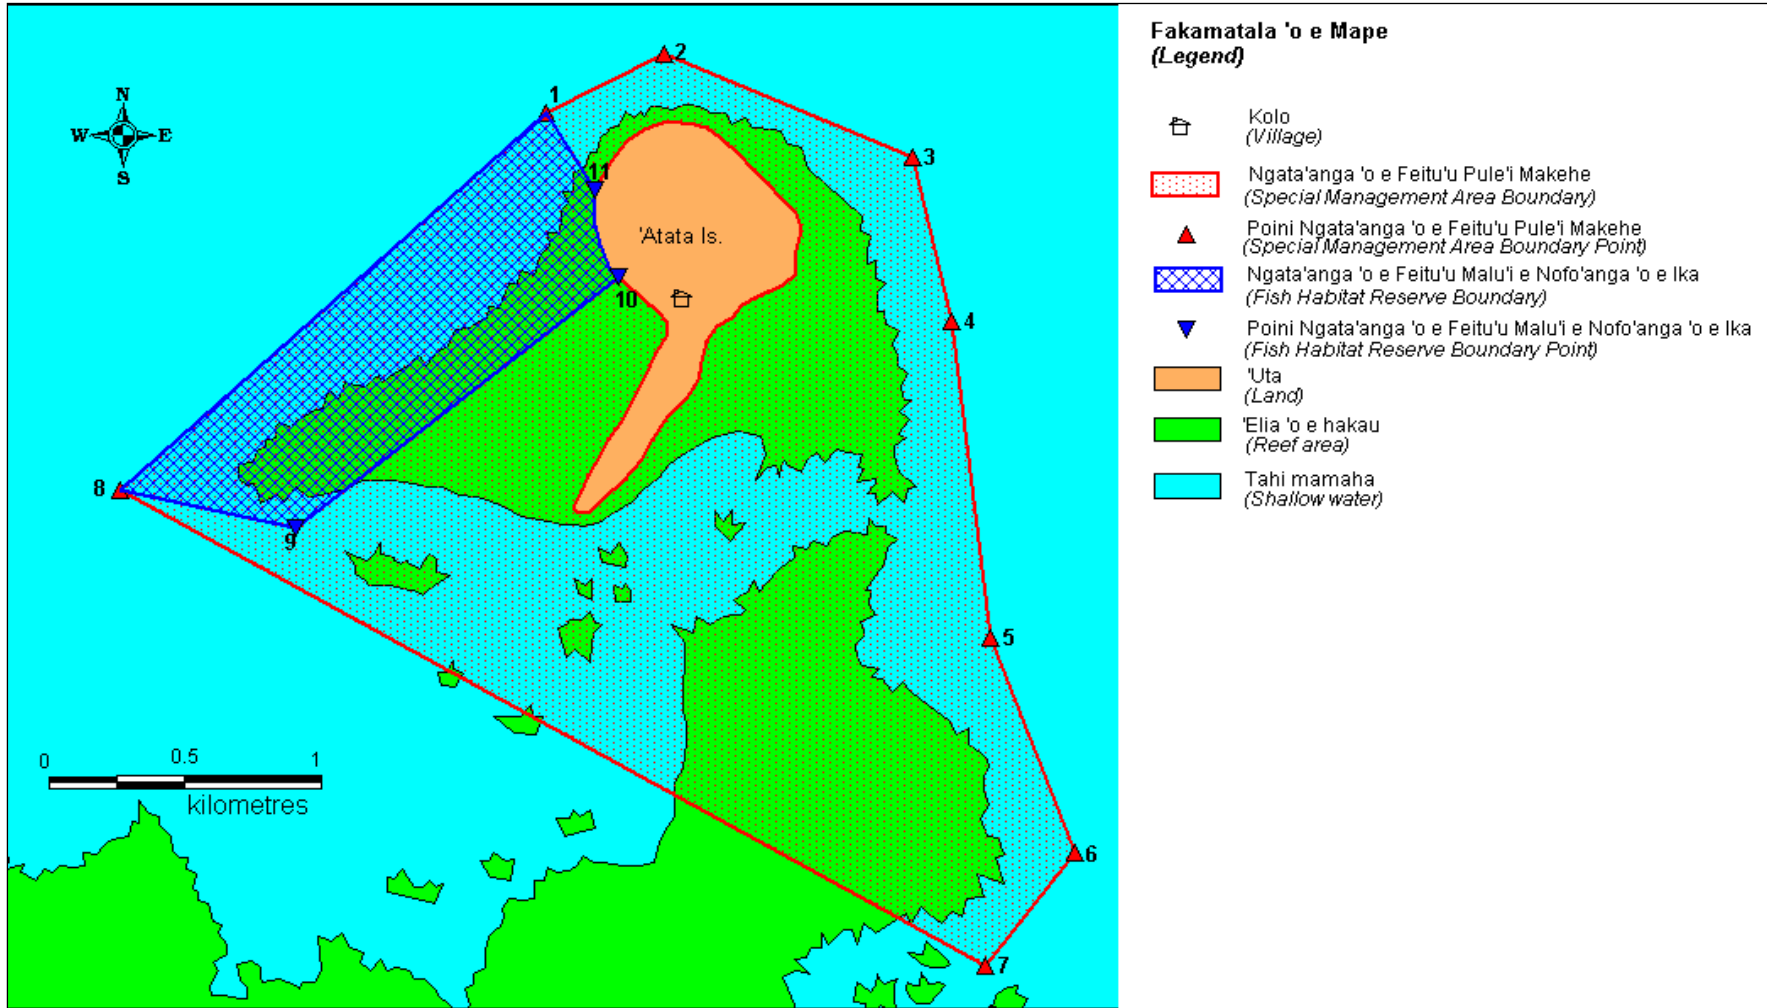 1
2
3
4
5
6
7
8
9
10
11
N
W
E
S
'Atata Is.
0
0.5
1
kilometres
Fakamatala 'o e Mape
(Legend)
Kolo
(Village)
Ngata'anga 'o e Feitu'u Pule'i Makehe
(Special Management Area Boundary)
Poini Ngata'anga 'o e Feitu'u Pule'i Makehe
(Special Management Area Boundary Point)
Ngata'anga 'o e Feitu'u Malu'i e Nofo'anga 'o e Ika
(Fish Habitat Reserve Boundary)
Poini Ngata'anga 'o e Feitu'u Malu'i e Nofo'anga 'o e Ika
(Fish Habitat Reserve Boundary Point)
'Uta
(Land)
'Elia 'o e hakau
(Reef area)
Tahi mamaha
(Shallow water)